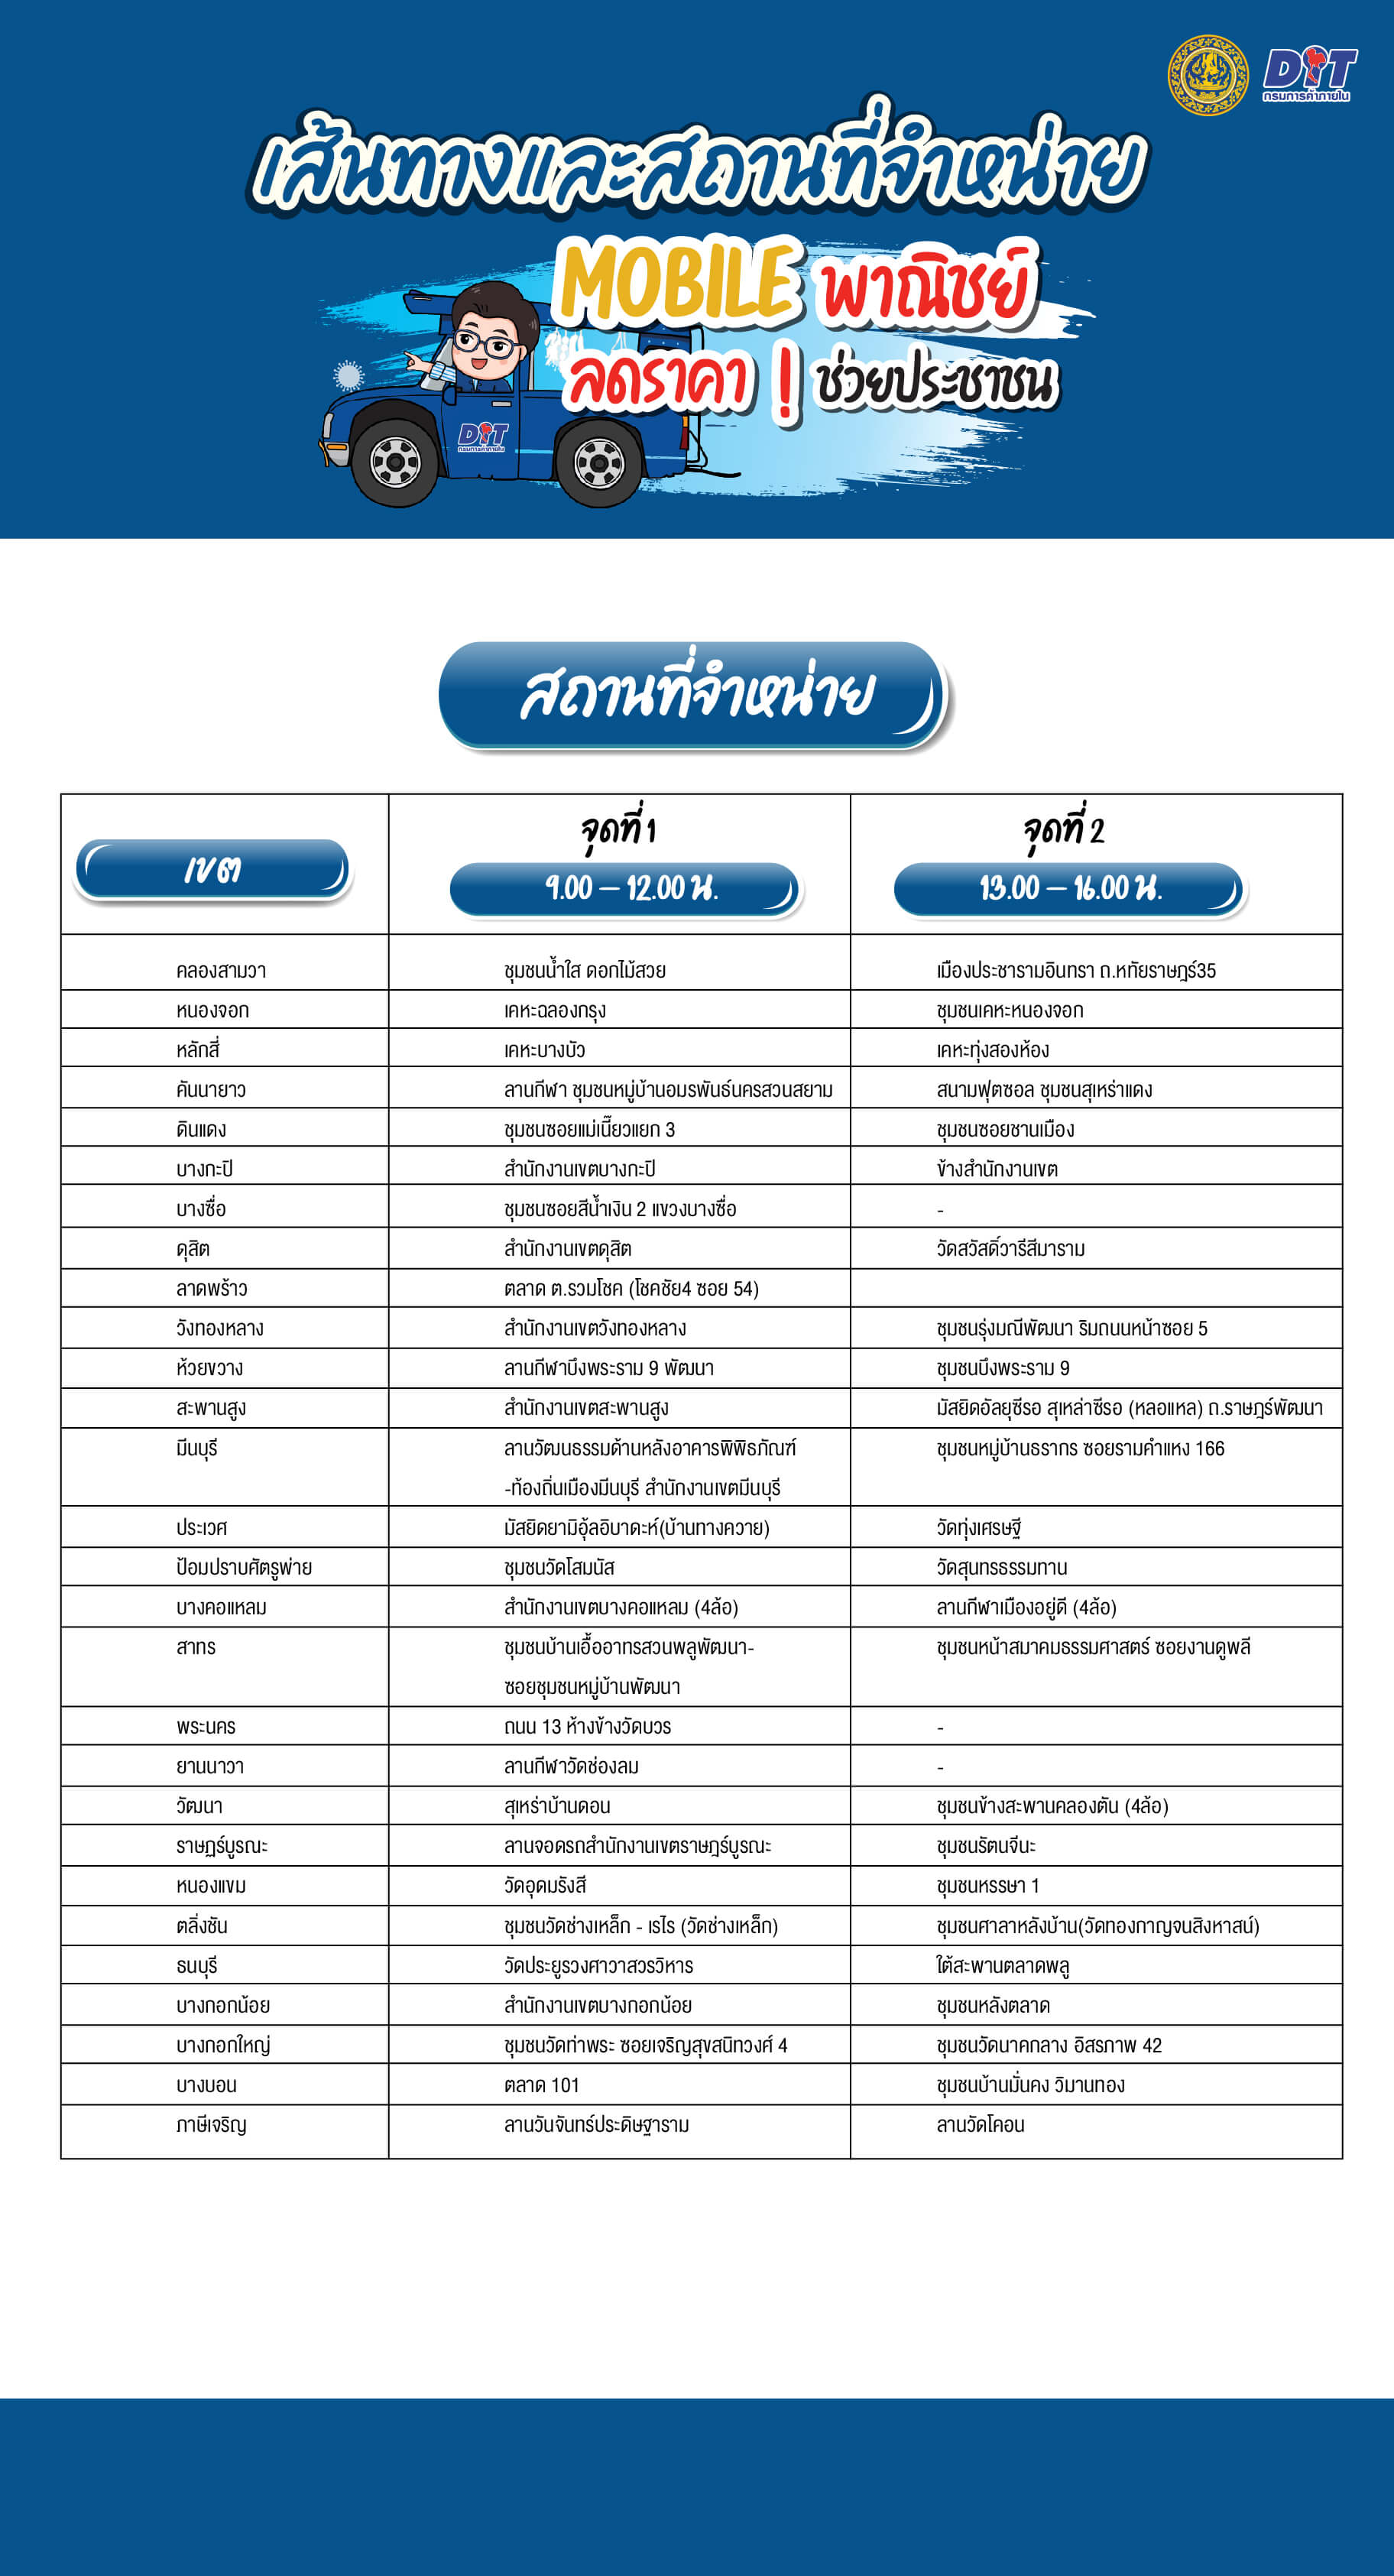 DIT
กรมการค้าภายใน
เส้นทางและสถานที่จำหน่าย
MOBILE พาณิชย์
ลดราคา ! ช่วยประชาชน
DIT
กรมการค้าภายใน
สถานที่จำหน่าย
เขต จุดที่ 1 จุดที่ 2
9.00 – 12.00 น. 13.00 – 16.00 น.
คลองสามวา ชุมชนน้ำใส ดอกไม้สวย เมืองประชารามอินทรา ถ.หทัยราษฎร์35
หนองจอก เคหะฉลองกรุง ชุมชนเคหะหนองจอก
หลักสี่ เคหะบางบัว เคหะทุ่งสองห้อง
คันนายาว ลานกีฬา ชุมชนหมู่บ้านอมรพันธ์นครสวนสยาม สนามฟุตซอล ชุมชนสุเหร่าแดง
ดินแดง ชุมชนซอยแม่เนี๊ยวแยก 3 ชุมชนซอยชานเมือง
บางกะปิ สำนักงานเขตบางกะปิ ข้างสำนักงานเขต
บางซื่อ ชุมชนซอยสีน้ำเงิน 2 แขวงบางซื่อ -
ดุสิต สำนักงานเขตดุสิต วัดสวัสดิ์วารีสีมาราม
ลาดพร้าว ตลาด ต.รวมโชค (โชคชัย4 ซอย 54)
วังทองหลาง สำนักงานเขตวังทองหลาง ชุมชนรุ่งมณีพัฒนา ริมถนนหน้าซอย 5
ห้วยขวาง ลานกีฬาบึงพระราม 9 พัฒนา ชุมชนบึงพระราม 9
สะพานสูง สำนักงานเขตสะพานสูง มัสยิดอัลยุซีรอ สุเหล่าซีรอ (หลอแหล) ถ.ราษฎร์พัฒนา
มีนบุรี ลานวัฒนธรรมด้านหลังอาคารพิพิธภัณฑ์ ชุมชนหมู่บ้านธรากร ซอยรามคำแหง 166
-ท้องถิ่นเมืองมีนบุรี สำนักงานเขตมีนบุรี
ประเวศ มัสยิดยามิอุ้ลอิบาดะห์(บ้านทางควาย) วัดทุ่งเศรษฐี
ป้อมปราบศัตรูพ่าย ชุมชนวัดโสมนัส วัดสุนทรธรรมทาน
บางคอแหลม สำนักงานเขตบางคอแหลม (4ล้อ) ลานกีฬาเมืองอยู่ดี (4ล้อ)
สาทร ชุมชนบ้านเอื้ออาทรสวนพลูพัฒนา- ชุมชนหน้าสมาคมธรรมศาสตร์ ซอยงานดูพลี
ซอยชุมชนหมู่บ้านพัฒนา
พระนคร ถนน 13 ห้างข้างวัดบวร -
ยานนาวา ลานกีฬาวัดช่องลม -
วัฒนา สุเหร่าบ้านดอน ชุมชนข้างสะพานคลองตัน (4ล้อ)
ราษฏร์บูรณะ ลานจอดรถสำนักงานเขตราษฎร์บูรณะ ชุมชนรัตนจีนะ
หนองแขม วัดอุดมรังสี ชุมชนหรรษา 1
ตลิ่งชัน ชุมชนวัดช่างเหล็ก - เรไร (วัดช่างเหล็ก) ชุมชนศาลาหลังบ้าน(วัดทองกาญจนสิงหาสน์)
ธนบุรี วัดประยูรวงศาวาสวรวิหาร ใต้สะพานตลาดพลู
บางกอกน้อย สำนักงานเขตบางกอกน้อย ชุมชนหลังตลาด
บางกอกใหญ่ ชุมชนวัดท่าพระ ซอยเจริญสุขสนิทวงศ์ 4 ชุมชนวัดนาคกลาง อิสรภาพ 42
บางบอน ตลาด 101 ชุมชนบ้านมั่นคง วิมานทอง
ภาษีเจริญ ลานวันจันทร์ประดิษฐาราม ลานวัดโคอน